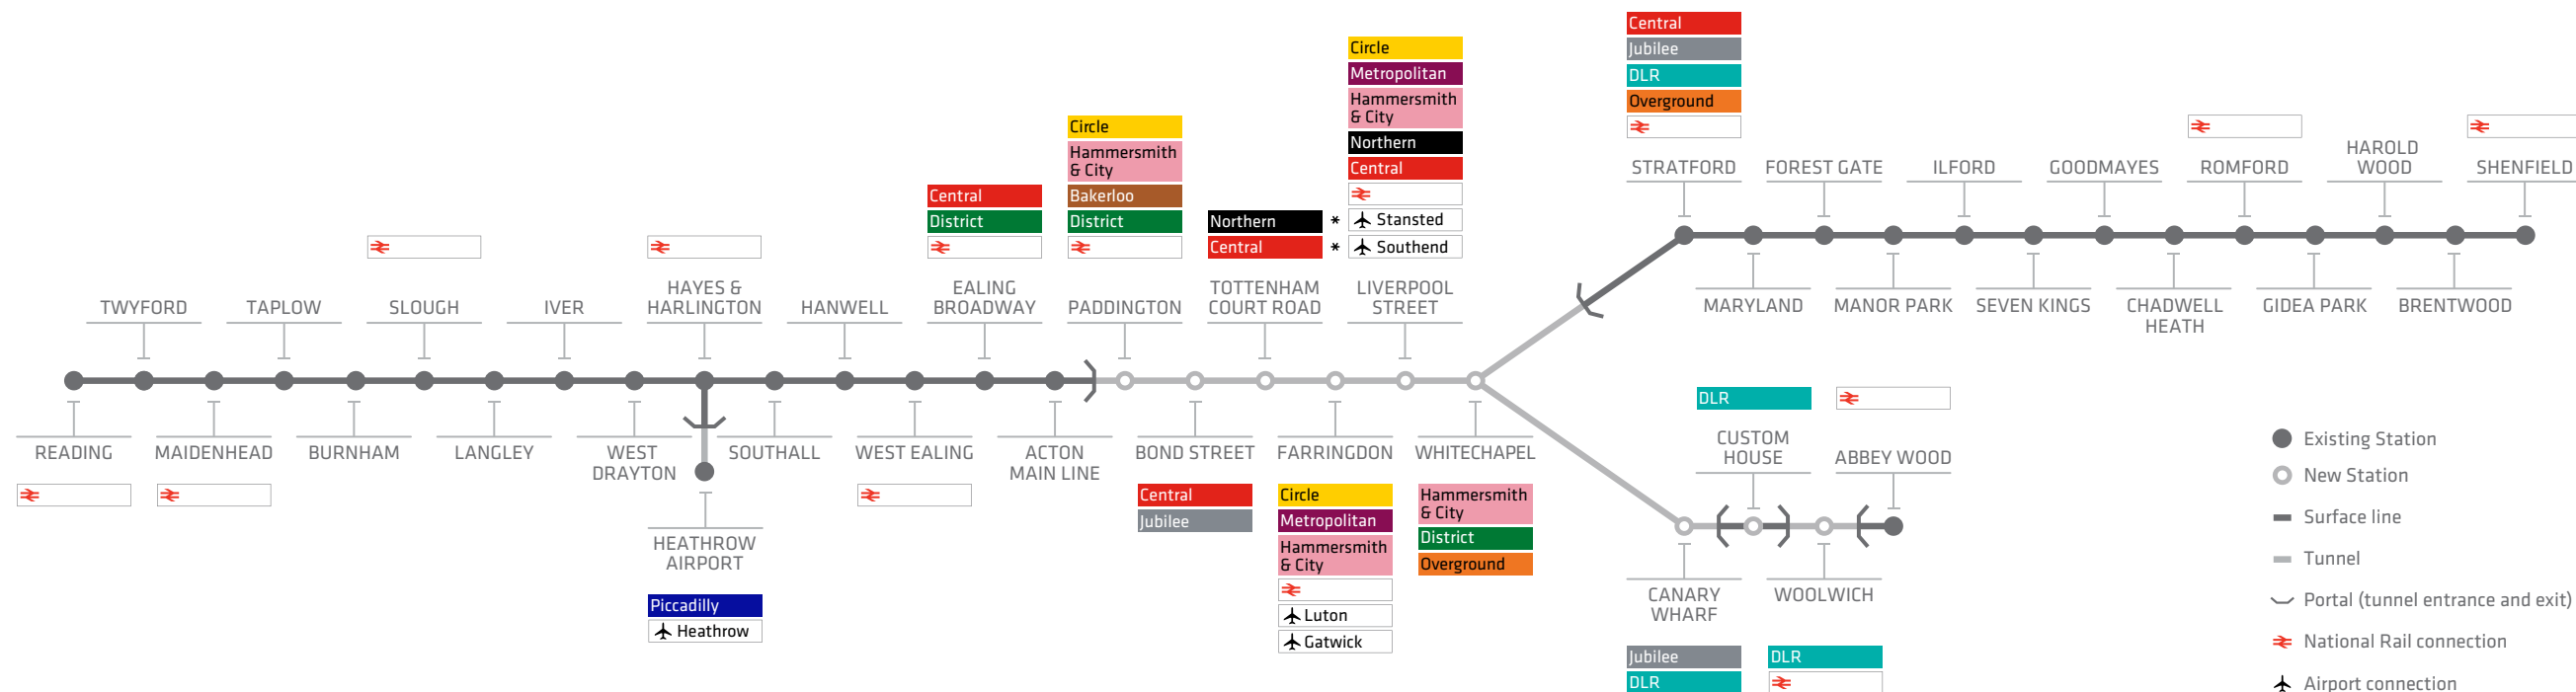 Central
Jubilee
DLR
Overground
Circle
Metropolitan
Hammersmith
& City
Northern
Central
Stansted
Southend
Circle
Hammersmith
& City
Bakerloo
District
Central
District
Northern *
Central *
STRATFORD
FOREST GATE
ILFORD
GOODMAYES
ROMFORD
HAROLD
WOOD
SHENFIELD
TWYFORD
TAPLOW
SLOUGH
IVER
HAYES &
HARLINGTON
HANWELL
EALING
BROADWAY
PADDINGTON
TOTTENHAM
COURT ROAD
LIVERPOOL
STREET
MARYLAND
MANOR PARK
SEVEN KINGS
CHADWELL
HEATH
GIDEA PARK
BRENTWOOD
READING
MAIDENHEAD
BURNHAM
LANGLEY
WEST
DRAYTON
SOUTHALL
WEST EALING
ACTON
MAIN LINE
BOND STREET
FARRINGDON
WHITECHAPEL
HEATHROW
AIRPORT
Piccadilly
Heathrow
Central
Jubilee
Circle
Metropolitan
Hammersmith
& City
Luton
Gatwick
Hammersmith
& City
District
Overground
DLR
CUSTOM
HOUSE
ABBEY WOOD
CANARY
WHARF
WOOLWICH
Jubilee
DLR
DLR
Existing Station
New Station
Surface line
Tunnel
Portal (tunnel entrance and exit)
National Rail connection
Airport connection